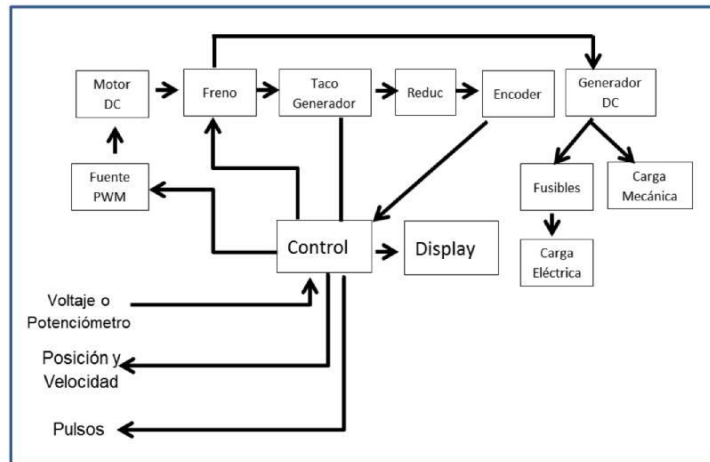 Motor
DC
Freno
Taco
Generador
Reduc
Encoder
Generador
DC
Fuente
PWM
Fusibles
Carga
Mecánica
Control
Display
Carga
Eléctrica
Voltaje o
Potenciómetro
Posición y
Velocidad
Pulsos